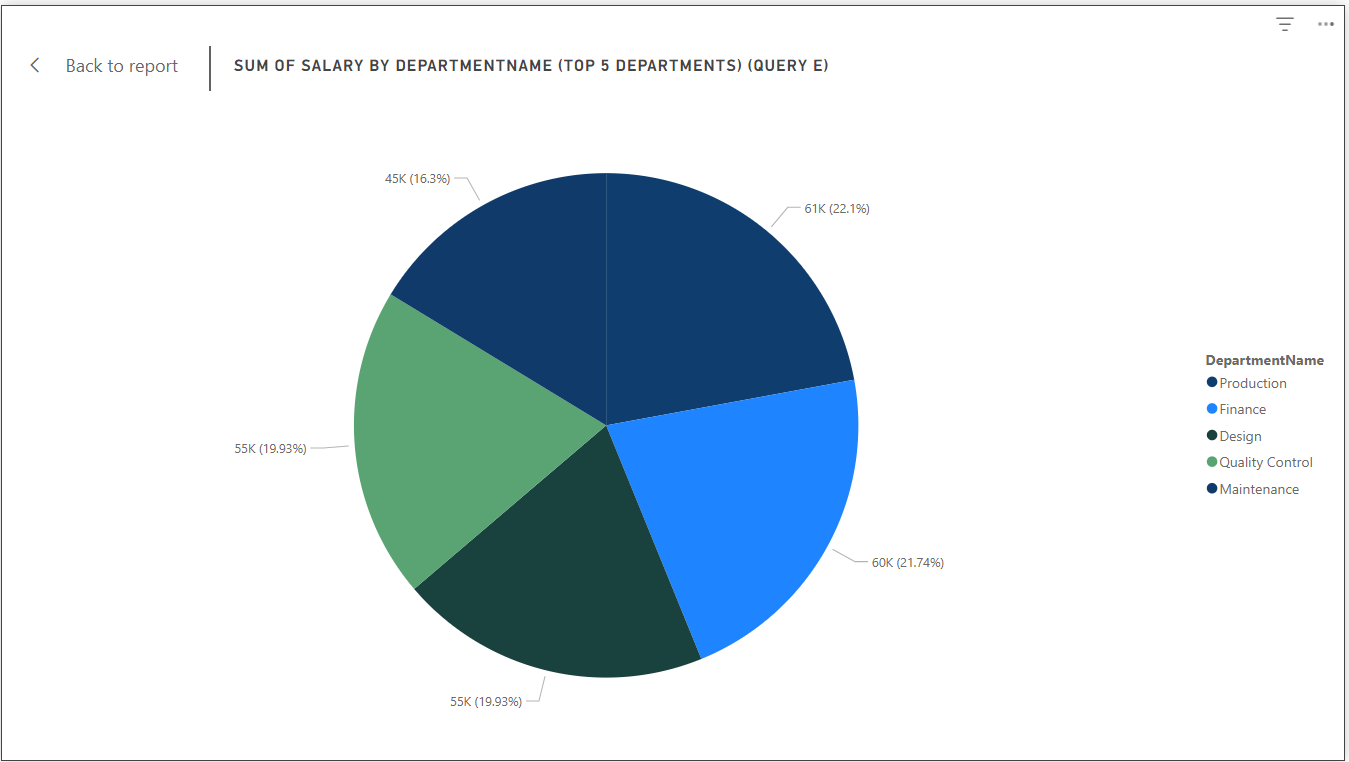 Back to report
SUM OF SALARY BY DEPARTMENTNAME (TOP 5 DEPARTMENTS) (QUERY E)
45K (16.3%)
61K (22.1%)
55K (19.93%)
60K (21.74%)
55K (19.93%)
DepartmentName
Production
Finance
Design
Quality Control
Maintenance